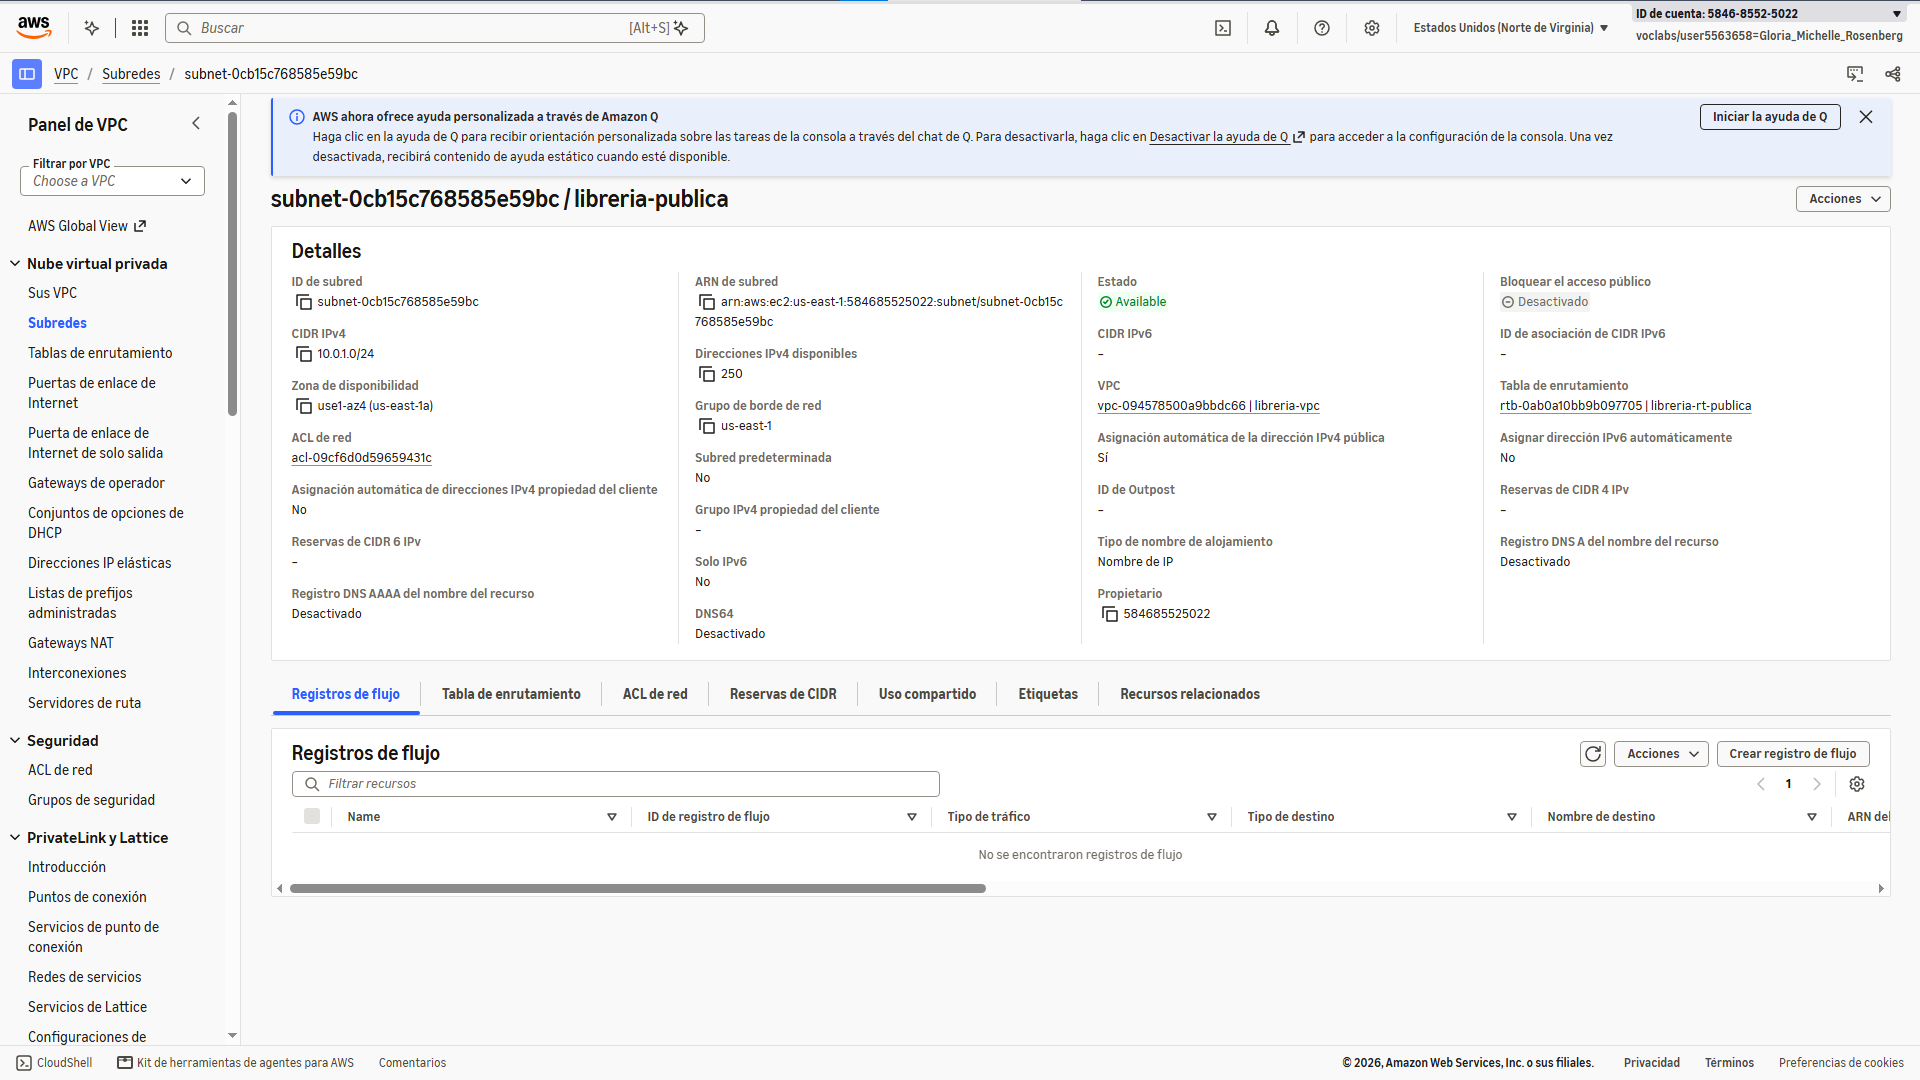 aws
Buscar
[Alt+S]
Estados Unidos (Norte de Virginia)
ID de cuenta: 5846-8552-5022
voclabs/user5563658=Gloria_Michelle_Rosenberg
VPC / Subredes / subnet-0cb15c768585e59bc
Panel de VPC
Filtrar por VPC
Choose a VPC
AWS Global View
Nube virtual privada
Sus VPC
Subredes
Tablas de enrutamiento
Puertas de enlace de
Internet
Puerta de enlace de
Internet de solo salida
Gateways de operador
Conjuntos de opciones de
DHCP
Direcciones IP elásticas
Listas de prefijos
administradas
Gateways NAT
Interconexiones
Servidores de ruta
Seguridad
ACL de red
Grupos de seguridad
PrivateLink y Lattice
Introducción
Puntos de conexión
Servicios de punto de
conexión
Redes de servicios
Servicios de Lattice
Configuraciones de
AWS ahora ofrece ayuda personalizada a través de Amazon Q
Haga clic en la ayuda de Q para recibir orientación personalizada sobre las tareas de la consola a través del chat de Q. Para desactivarla, haga clic en Desactivar la ayuda de Q para acceder a la configuración de la consola. Una vez
desactivada, recibirá contenido de ayuda estático cuando esté disponible.
Iniciar la ayuda de Q
subnet-0cb15c768585e59bc / libreria-publica
Acciones
Detalles
ID de subred
subnet-0cb15c768585e59bc
CIDR IPv4
10.0.1.0/24
Zona de disponibilidad
use1-az4 (us-east-1a)
ACL de red
acl-09cf6d0d59659431c
Asignación automática de direcciones IPv4 propiedad del cliente
No
Reservas de CIDR 6 IPv
–
Registro DNS AAAA del nombre del recurso
Desactivado
ARN de subred
arn:aws:ec2:us-east-1:584685525022:subnet/subnet-0cb15c
768585e59bc
Direcciones IPv4 disponibles
250
Grupo de borde de red
us-east-1
Subred predeterminada
No
Grupo IPv4 propiedad del cliente
–
Solo IPv6
No
DNS64
Desactivado
Estado
Available
CIDR IPv6
–
VPC
vpc-094578500a9bbdc66 | libreria-vpc
Asignación automática de la dirección IPv4 pública
Sí
ID de Outpost
–
Tipo de nombre de alojamiento
Nombre de IP
Propietario
584685525022
Bloquear el acceso público
Desactivado
ID de asociación de CIDR IPv6
–
Tabla de enrutamiento
rtb-0ab0a10bb9b097705 | libreria-rt-publica
Asignar dirección IPv6 automáticamente
No
Reservas de CIDR 4 IPv
–
Registro DNS A del nombre del recurso
Desactivado
Registros de flujo
Tabla de enrutamiento
ACL de red
Reservas de CIDR
Uso compartido
Etiquetas
Recursos relacionados
Registros de flujo
Acciones
Crear registro de flujo
Filtrar recursos
1
Name
ID de registro de flujo
Tipo de tráfico
Tipo de destino
Nombre de destino
ARN del
No se encontraron registros de flujo
CloudShell
Kit de herramientas de agentes para AWS
Comentarios
© 2026, Amazon Web Services, Inc. o sus filiales.
Privacidad
Términos
Preferencias de cookies